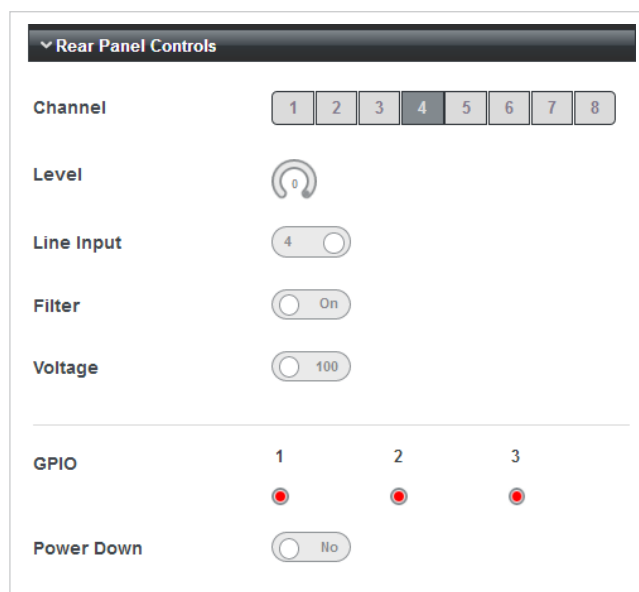 Rear Panel Controls
Channel 1 2 3 4 5 6 7 8
Level 0
Line Input 4
Filter On
Voltage 100
GPIO 1 2 3
Power Down No